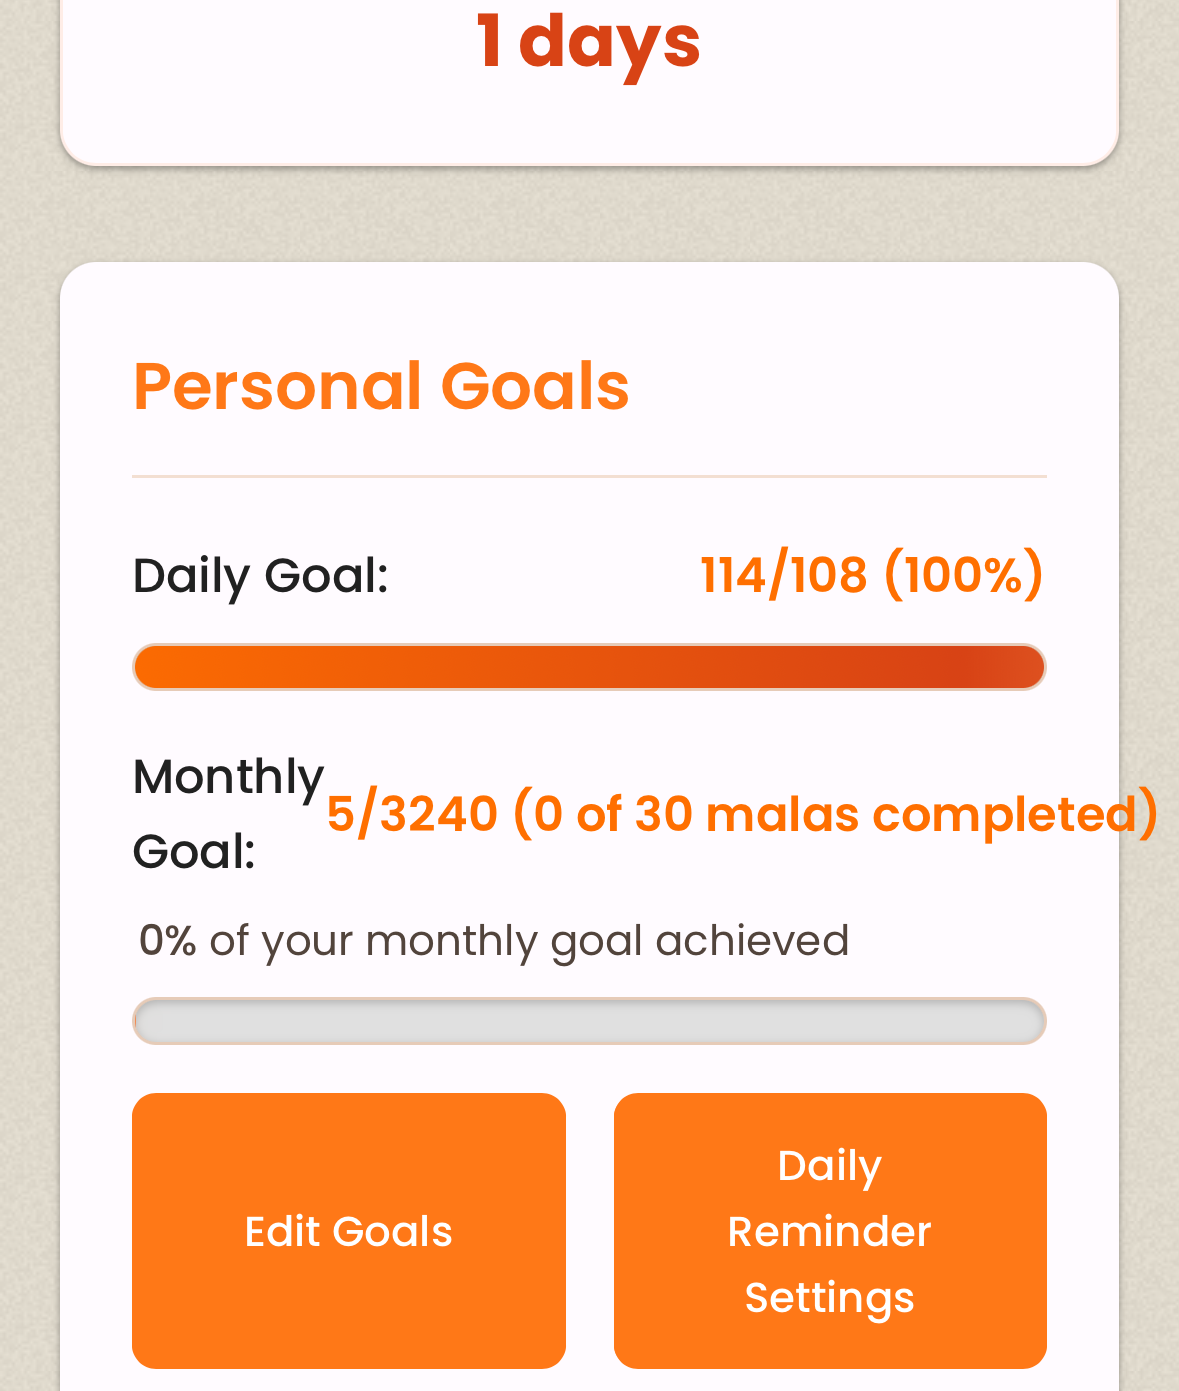 1 days
Personal Goals
Daily Goal:
114/108 (100%)
Monthly
Goal:
5/3240 (0 of 30 malas completed)
0% of your monthly goal achieved
Edit Goals
Daily
Reminder
Settings